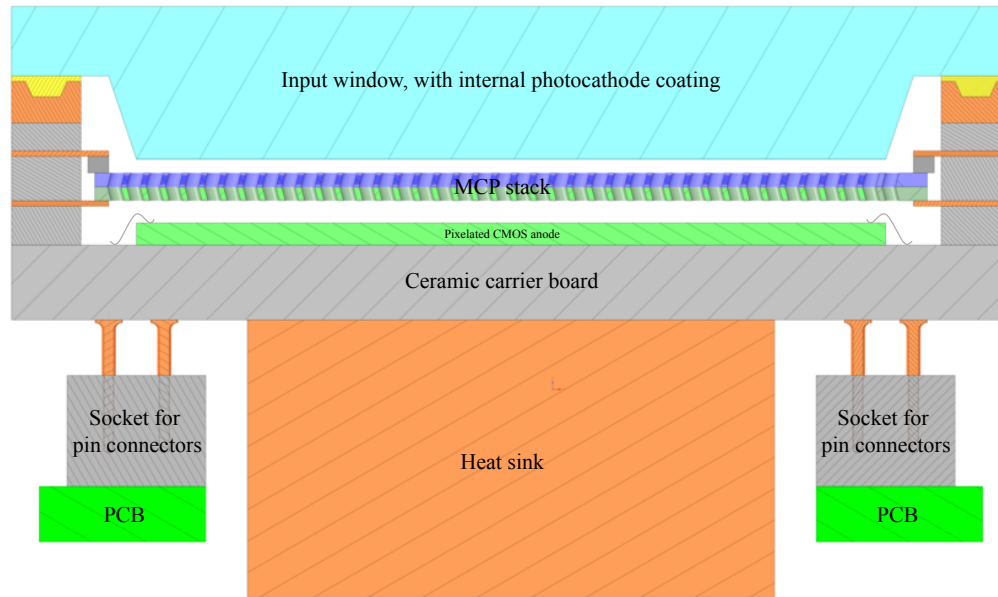 Input window, with internal photocathode coating
MCP stack
Pixelated CMOS anode
Ceramic carrier board
Socket for
pin connectors
Socket for
pin connectors
Heat sink
PCB
PCB